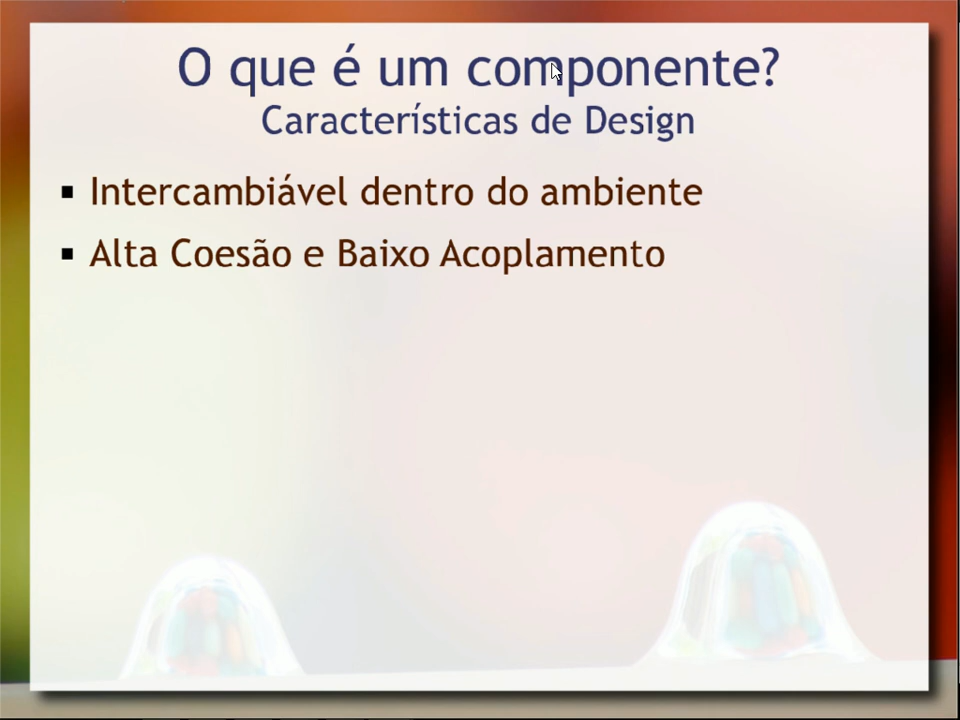 O que é um componente?
Características de Design
▪ Intercambiável dentro do ambiente
▪ Alta Coesão e Baixo Acoplamento